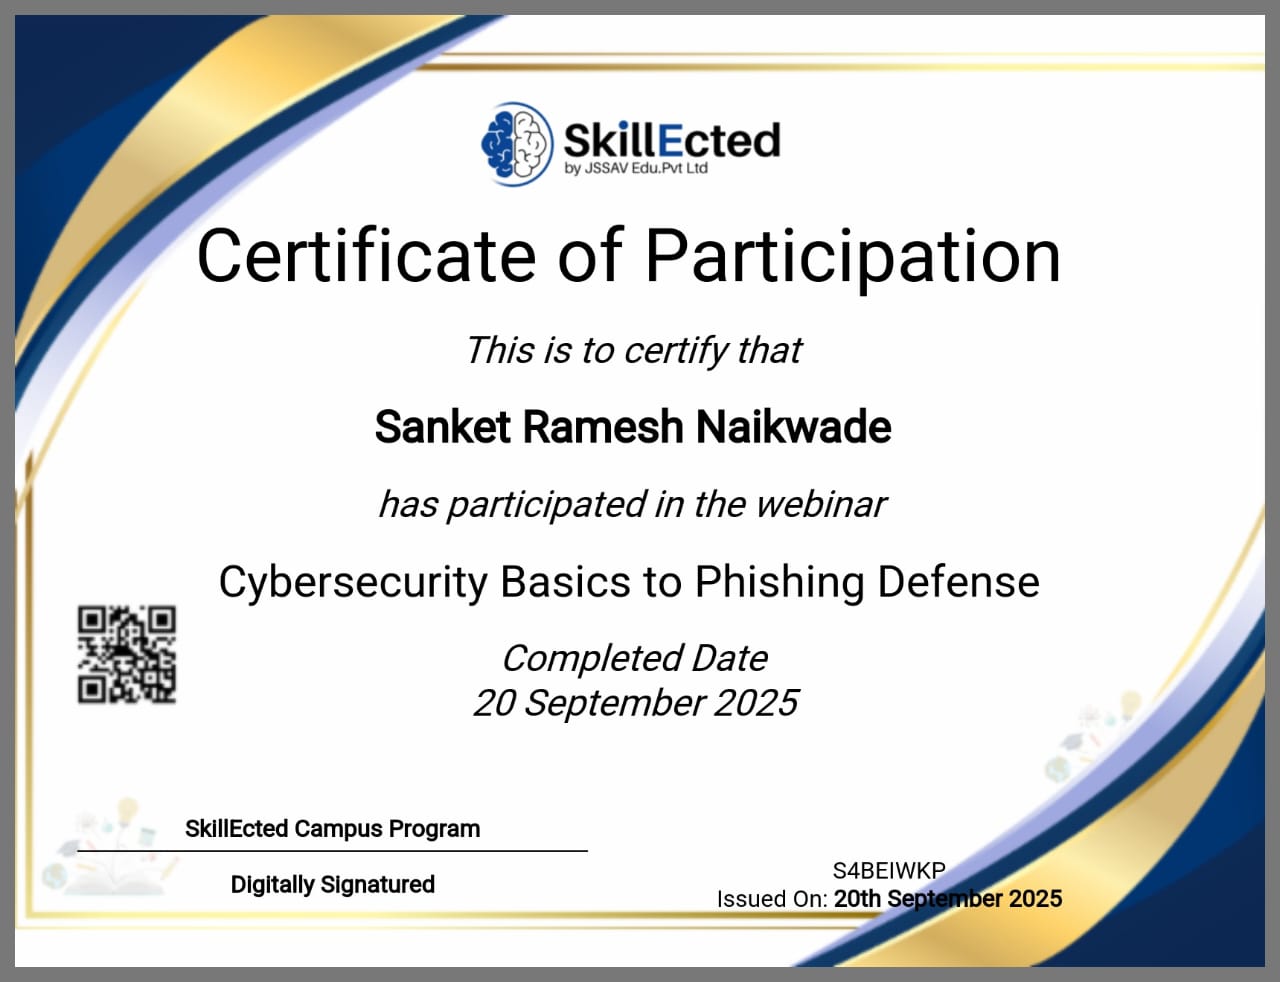 SkillEcted
by JSSAV Edu.Pvt Ltd
Certificate of Participation
This is to certify that
Sanket Ramesh Naikwade
has participated in the webinar
Cybersecurity Basics to Phishing Defense
Completed Date
20 September 2025
SkillEcted Campus Program
Digitally Signatured
S4BEIWKP
Issued On: 20th September 2025